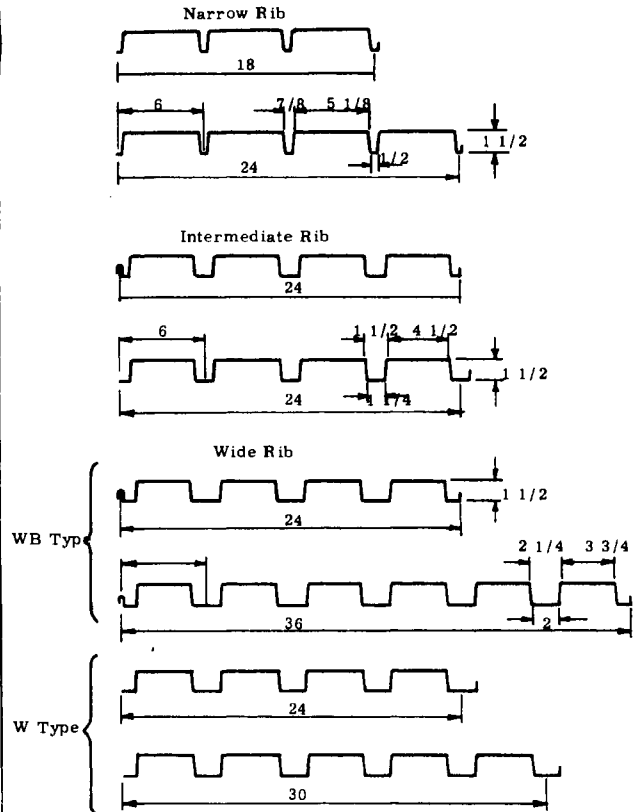 Narrow Rib
18
6 7/8 5 1/8
1 1/2
1/2
24
Intermediate Rib
24
6 1 1/2 4 1/2
1 1/2
24 1 1/4
Wide Rib
1 1/2
24
WB Typ
2 1/4 3 3/4
2
36
24
W Type
30